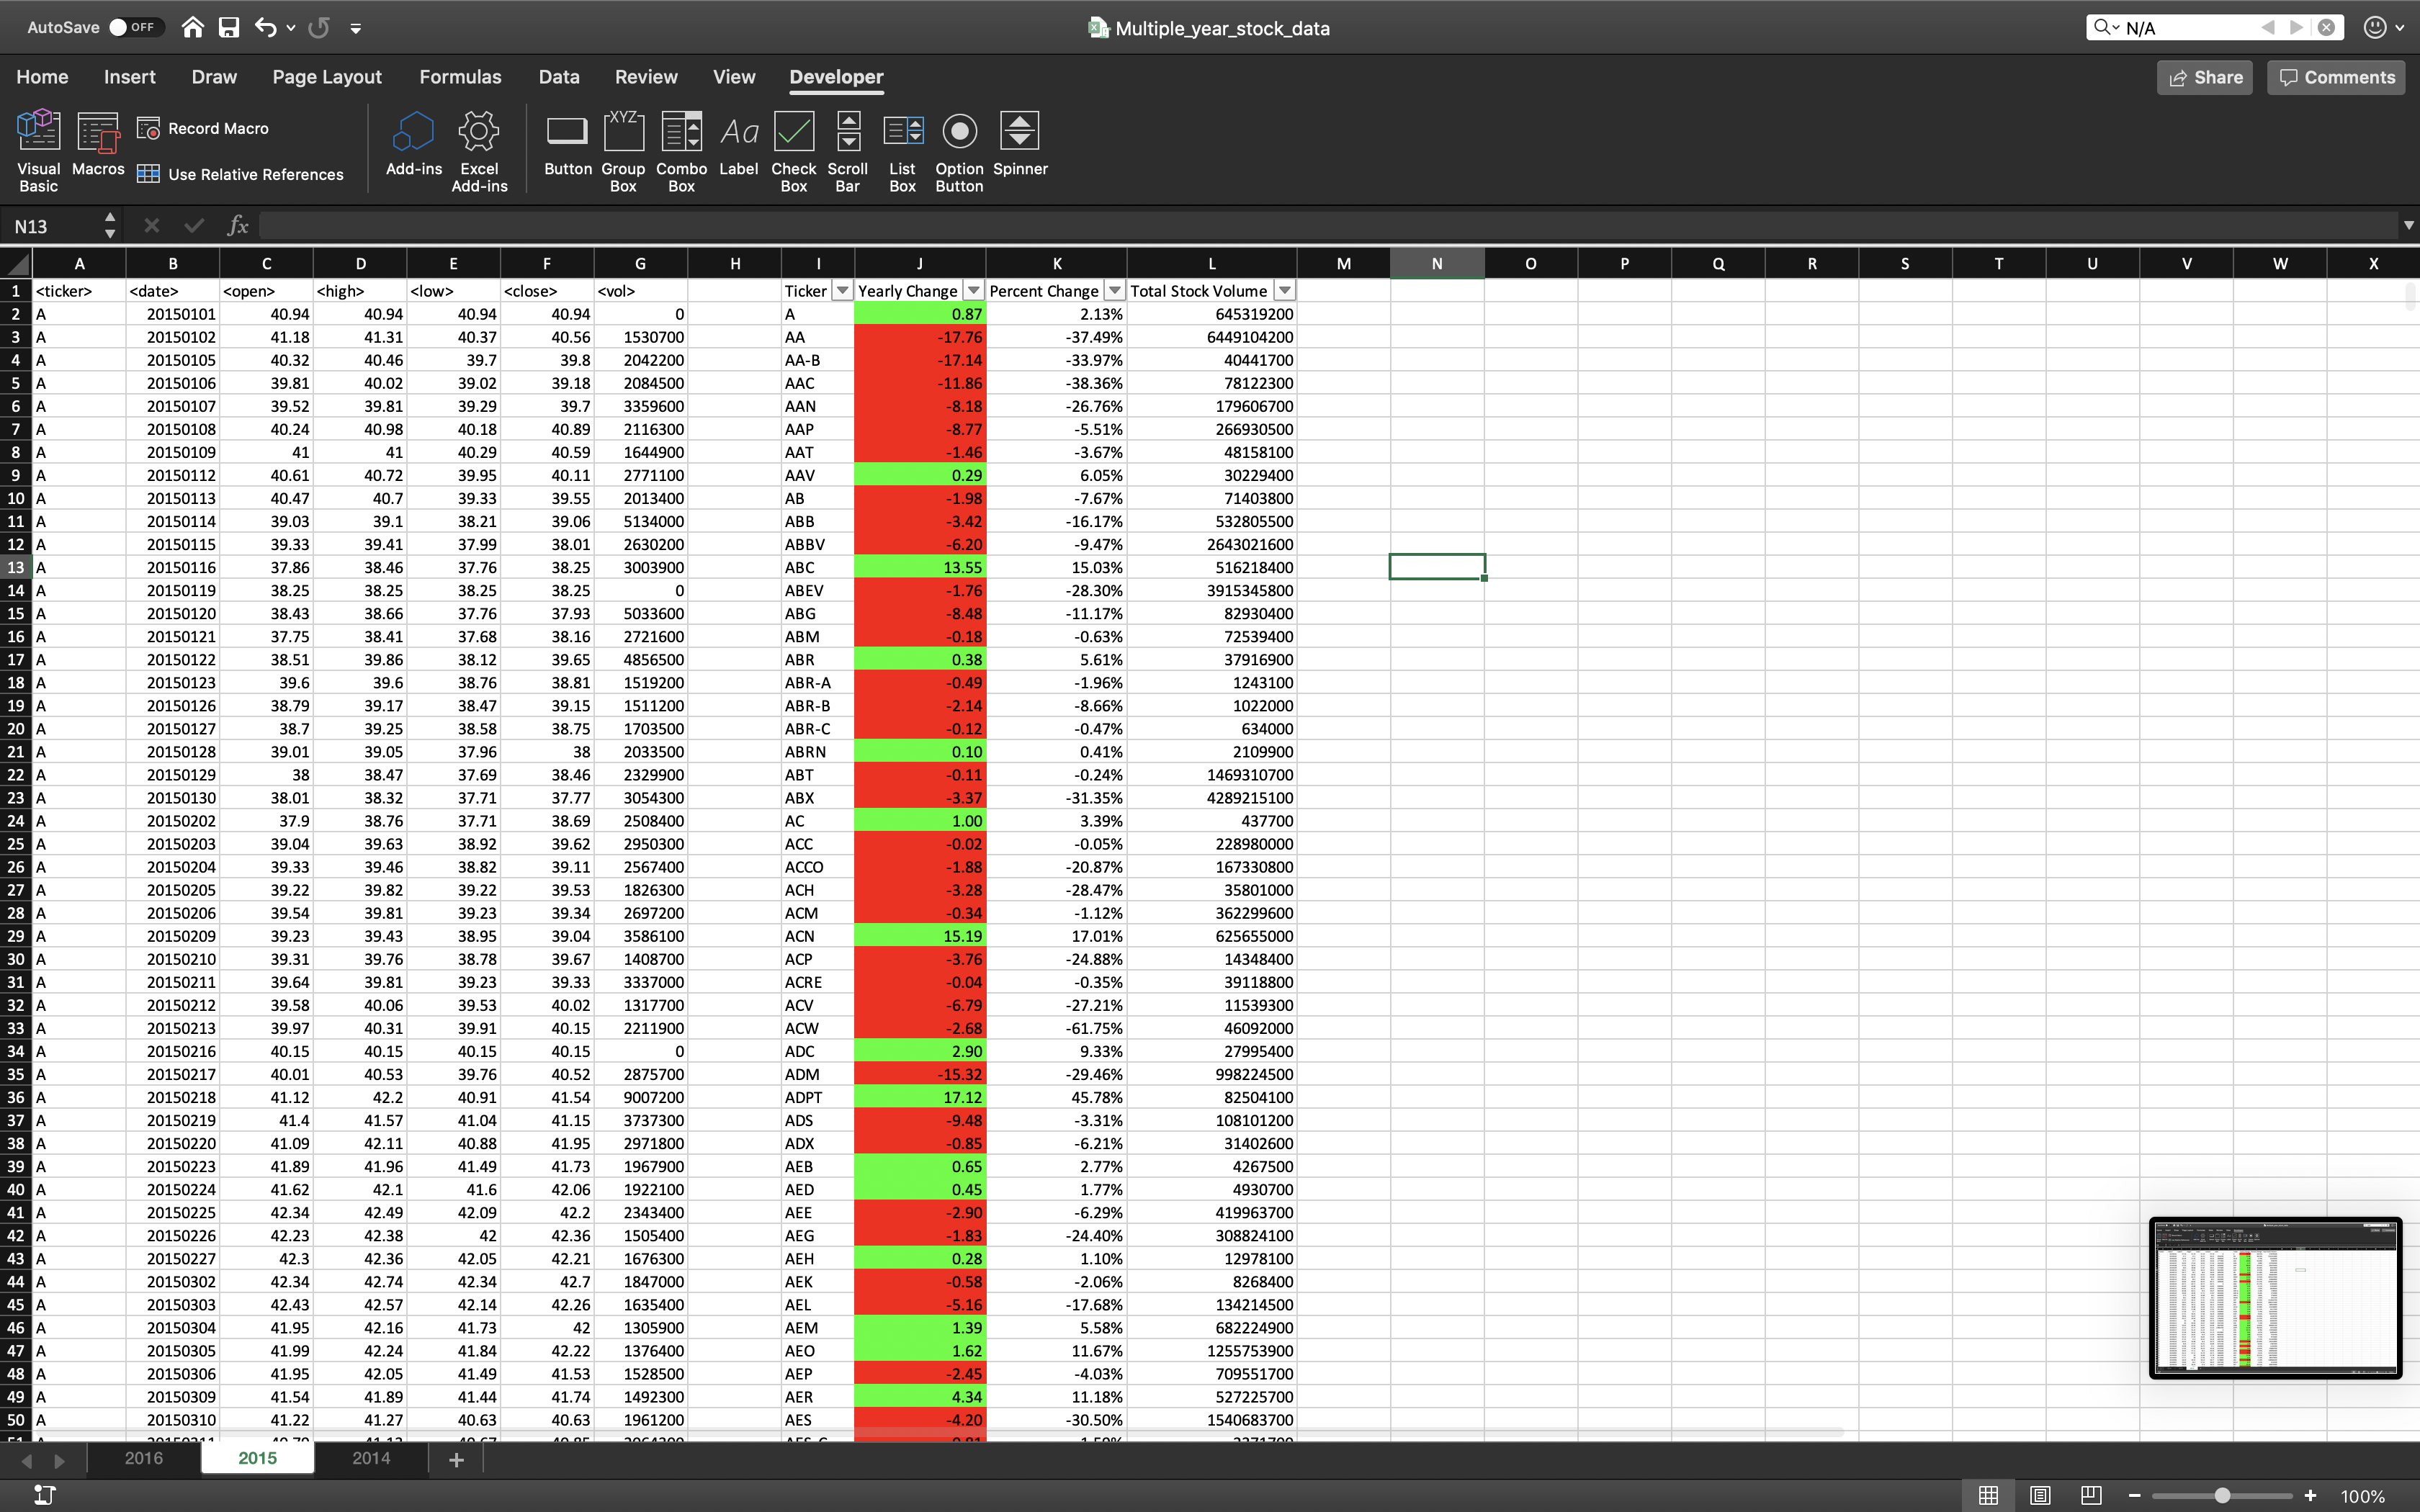 AutoSave OFF Multiple_year_stock_data N/A
Home Insert Draw Page Layout Formulas Data Review View Developer Share Comments
Visual Basic Macros Record Macro Use Relative References Add-ins Excel Add-ins Button Group Box Combo Box Label Check Box Scroll Bar List Box Option Button Spinner
N13 fx
A B C D E F G H I J K L M N O P Q R S T U V W X
1 <ticker> <date> <open> <high> <low> <close> <vol> Ticker Yearly Change Percent Change Total Stock Volume
2 A 20150101 40.94 40.94 40.94 40.94 0 A 0.87 2.13% 645319200
3 A 20150102 41.18 41.31 40.37 40.56 1530700 AA -17.76 -37.49% 6449104200
4 A 20150105 40.32 40.46 39.7 39.8 2042200 AA-B -17.14 -33.97% 40441700
5 A 20150106 39.81 40.02 39.02 39.18 2084500 AAC -11.86 -38.36% 78122300
6 A 20150107 39.52 39.81 39.29 39.7 3359600 AAN -8.18 -26.76% 179606700
7 A 20150108 40.24 40.98 40.18 40.89 2116300 AAP -8.77 -5.51% 266930500
8 A 20150109 41 41 40.29 40.59 1644900 AAT -1.46 -3.67% 48158100
9 A 20150112 40.61 40.72 39.95 40.11 2771100 AAV 0.29 6.05% 30229400
10 A 20150113 40.47 40.7 39.33 39.55 2013400 AB -1.98 -7.67% 71403800
11 A 20150114 39.03 39.1 38.21 39.06 5134000 ABB -3.42 -16.17% 532805500
12 A 20150115 39.33 39.41 37.99 38.01 2630200 ABBV -6.20 -9.47% 2643021600
13 A 20150116 37.86 38.46 37.76 38.25 3003900 ABC 13.55 15.03% 516218400
14 A 20150119 38.25 38.25 38.25 38.25 0 ABEV -1.76 -28.30% 3915345800
15 A 20150120 38.43 38.66 37.76 37.93 5033600 ABG -8.48 -11.17% 82930400
16 A 20150121 37.75 38.41 37.68 38.16 2721600 ABM -0.18 -0.63% 72539400
17 A 20150122 38.51 39.86 38.12 39.65 4856500 ABR 0.38 5.61% 37916900
18 A 20150123 39.6 39.6 38.76 38.81 1519200 ABR-A -0.49 -1.96% 1243100
19 A 20150126 38.79 39.17 38.47 39.15 1511200 ABR-B -2.14 -8.66% 1022000
20 A 20150127 38.7 39.25 38.58 38.75 1703500 ABR-C -0.12 -0.47% 634000
21 A 20150128 39.01 39.05 37.96 38 2033500 ABRN 0.10 0.41% 2109900
22 A 20150129 38 38.47 37.69 38.46 2329900 ABT -0.11 -0.24% 1469310700
23 A 20150130 38.01 38.32 37.71 37.77 3054300 ABX -3.37 -31.35% 4289215100
24 A 20150202 37.9 38.76 37.71 38.69 2508400 AC 1.00 3.39% 437700
25 A 20150203 39.04 39.63 38.92 39.62 2950300 ACC -0.02 -0.05% 228980000
26 A 20150204 39.33 39.46 38.82 39.11 2567400 ACCO -1.88 -20.87% 167330800
27 A 20150205 39.22 39.82 39.22 39.53 1826300 ACH -3.28 -28.47% 35801000
28 A 20150206 39.54 39.81 39.23 39.34 2697200 ACM -0.34 -1.12% 362299600
29 A 20150209 39.23 39.43 38.95 39.04 3586100 ACN 15.19 17.01% 625655000
30 A 20150210 39.31 39.76 38.78 39.67 1408700 ACP -3.76 -24.88% 14348400
31 A 20150211 39.64 39.81 39.23 39.33 3337000 ACRE -0.04 -0.35% 39118800
32 A 20150212 39.58 40.06 39.53 40.02 1317700 ACV -6.79 -27.21% 11539300
33 A 20150213 39.97 40.31 39.91 40.15 2211900 ACW -2.68 -61.75% 46092000
34 A 20150216 40.15 40.15 40.15 40.15 0 ADC 2.90 9.33% 27995400
35 A 20150217 40.01 40.53 39.76 40.52 2875700 ADM -15.32 -29.46% 998224500
36 A 20150218 41.12 42.2 40.91 41.54 9007200 ADPT 17.12 45.78% 82504100
37 A 20150219 41.4 41.57 41.04 41.15 3737300 ADS -9.48 -3.31% 108101200
38 A 20150220 41.09 42.11 40.88 41.95 2971800 ADX -0.85 -6.21% 31402600
39 A 20150223 41.89 41.96 41.49 41.73 1967900 AEB 0.65 2.77% 4267500
40 A 20150224 41.62 42.1 41.6 42.06 1922100 AED 0.45 1.77% 4930700
41 A 20150225 42.34 42.49 42.09 42.2 2343400 AEE -2.90 -6.29% 419963700
42 A 20150226 42.23 42.38 42 42.36 1505400 AEG -1.83 -24.40% 308824100
43 A 20150227 42.3 42.36 42.05 42.21 1676300 AEH 0.28 1.10% 12978100
44 A 20150302 42.34 42.74 42.34 42.7 1847000 AEK -0.58 -2.06% 8268400
45 A 20150303 42.43 42.57 42.14 42.26 1635400 AEL -5.16 -17.68% 134214500
46 A 20150304 41.95 42.16 41.73 42 1305900 AEM 1.39 5.58% 682224900
47 A 20150305 41.99 42.24 41.84 42.22 1376400 AEO 1.62 11.67% 1255753900
48 A 20150306 41.95 42.05 41.49 41.53 1528500 AEP -2.45 -4.03% 709551700
49 A 20150309 41.54 41.89 41.44 41.74 1492300 AER 4.34 11.18% 527225700
50 A 20150310 41.22 41.27 40.63 40.63 1961200 AES -4.20 -30.50% 1540683700
2016 2015 2014 +
100%